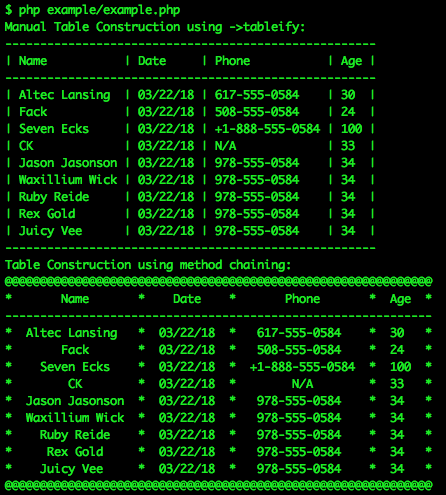 $ php example/example.php
Manual Table Construction using ->tableify:
-----------------------------------------------------
| Name           | Date     | Phone           | Age |
-----------------------------------------------------
| Altec Lansing  | 03/22/18 | 617-555-0584    | 30  |
| Fack           | 03/22/18 | 508-555-0584    | 24  |
| Seven Ecks     | 03/22/18 | +1-888-555-0584 | 100 |
| CK             | 03/22/18 | N/A             | 33  |
| Jason Jasonson | 03/22/18 | 978-555-0584    | 34  |
| Waxillium Wick | 03/22/18 | 978-555-0584    | 34  |
| Ruby Reide     | 03/22/18 | 978-555-0584    | 34  |
| Rex Gold       | 03/22/18 | 978-555-0584    | 34  |
| Juicy Vee      | 03/22/18 | 978-555-0584    | 34  |
-----------------------------------------------------
Table Construction using method chaining:
@@@@@@@@@@@@@@@@@@@@@@@@@@@@@@@@@@@@@@@@@@@@@@@@@@@@@@@@@@@@@
*       Name       *    Date    *       Phone       *  Age  *
-------------------------------------------------------------
*  Altec Lansing   *  03/22/18  *   617-555-0584    *  30   *
*       Fack       *  03/22/18  *   508-555-0584    *  24   *
*    Seven Ecks    *  03/22/18  *  +1-888-555-0584  *  100  *
*        CK        *  03/22/18  *        N/A        *  33   *
*  Jason Jasonson  *  03/22/18  *   978-555-0584    *  34   *
*  Waxillium Wick  *  03/22/18  *   978-555-0584    *  34   *
*    Ruby Reide    *  03/22/18  *   978-555-0584    *  34   *
*     Rex Gold     *  03/22/18  *   978-555-0584    *  34   *
*    Juicy Vee     *  03/22/18  *   978-555-0584    *  34   *
@@@@@@@@@@@@@@@@@@@@@@@@@@@@@@@@@@@@@@@@@@@@@@@@@@@@@@@@@@@@@